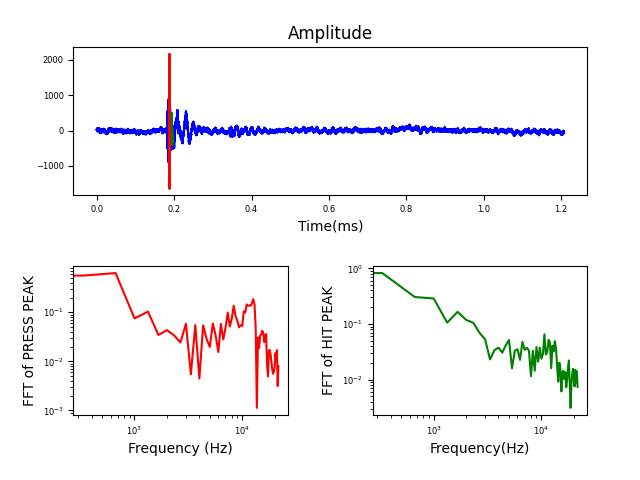 Amplitude
2000
1000
0
−1000
0.0 0.2 0.4 0.6 0.8 1.0 1.2
Time(ms)
FFT of PRESS PEAK
10⁻¹
10⁻²
10⁻³
10³ 10⁴
Frequency (Hz)
FFT of HIT PEAK
10⁰
10⁻¹
10⁻²
10³ 10⁴
Frequency(Hz)